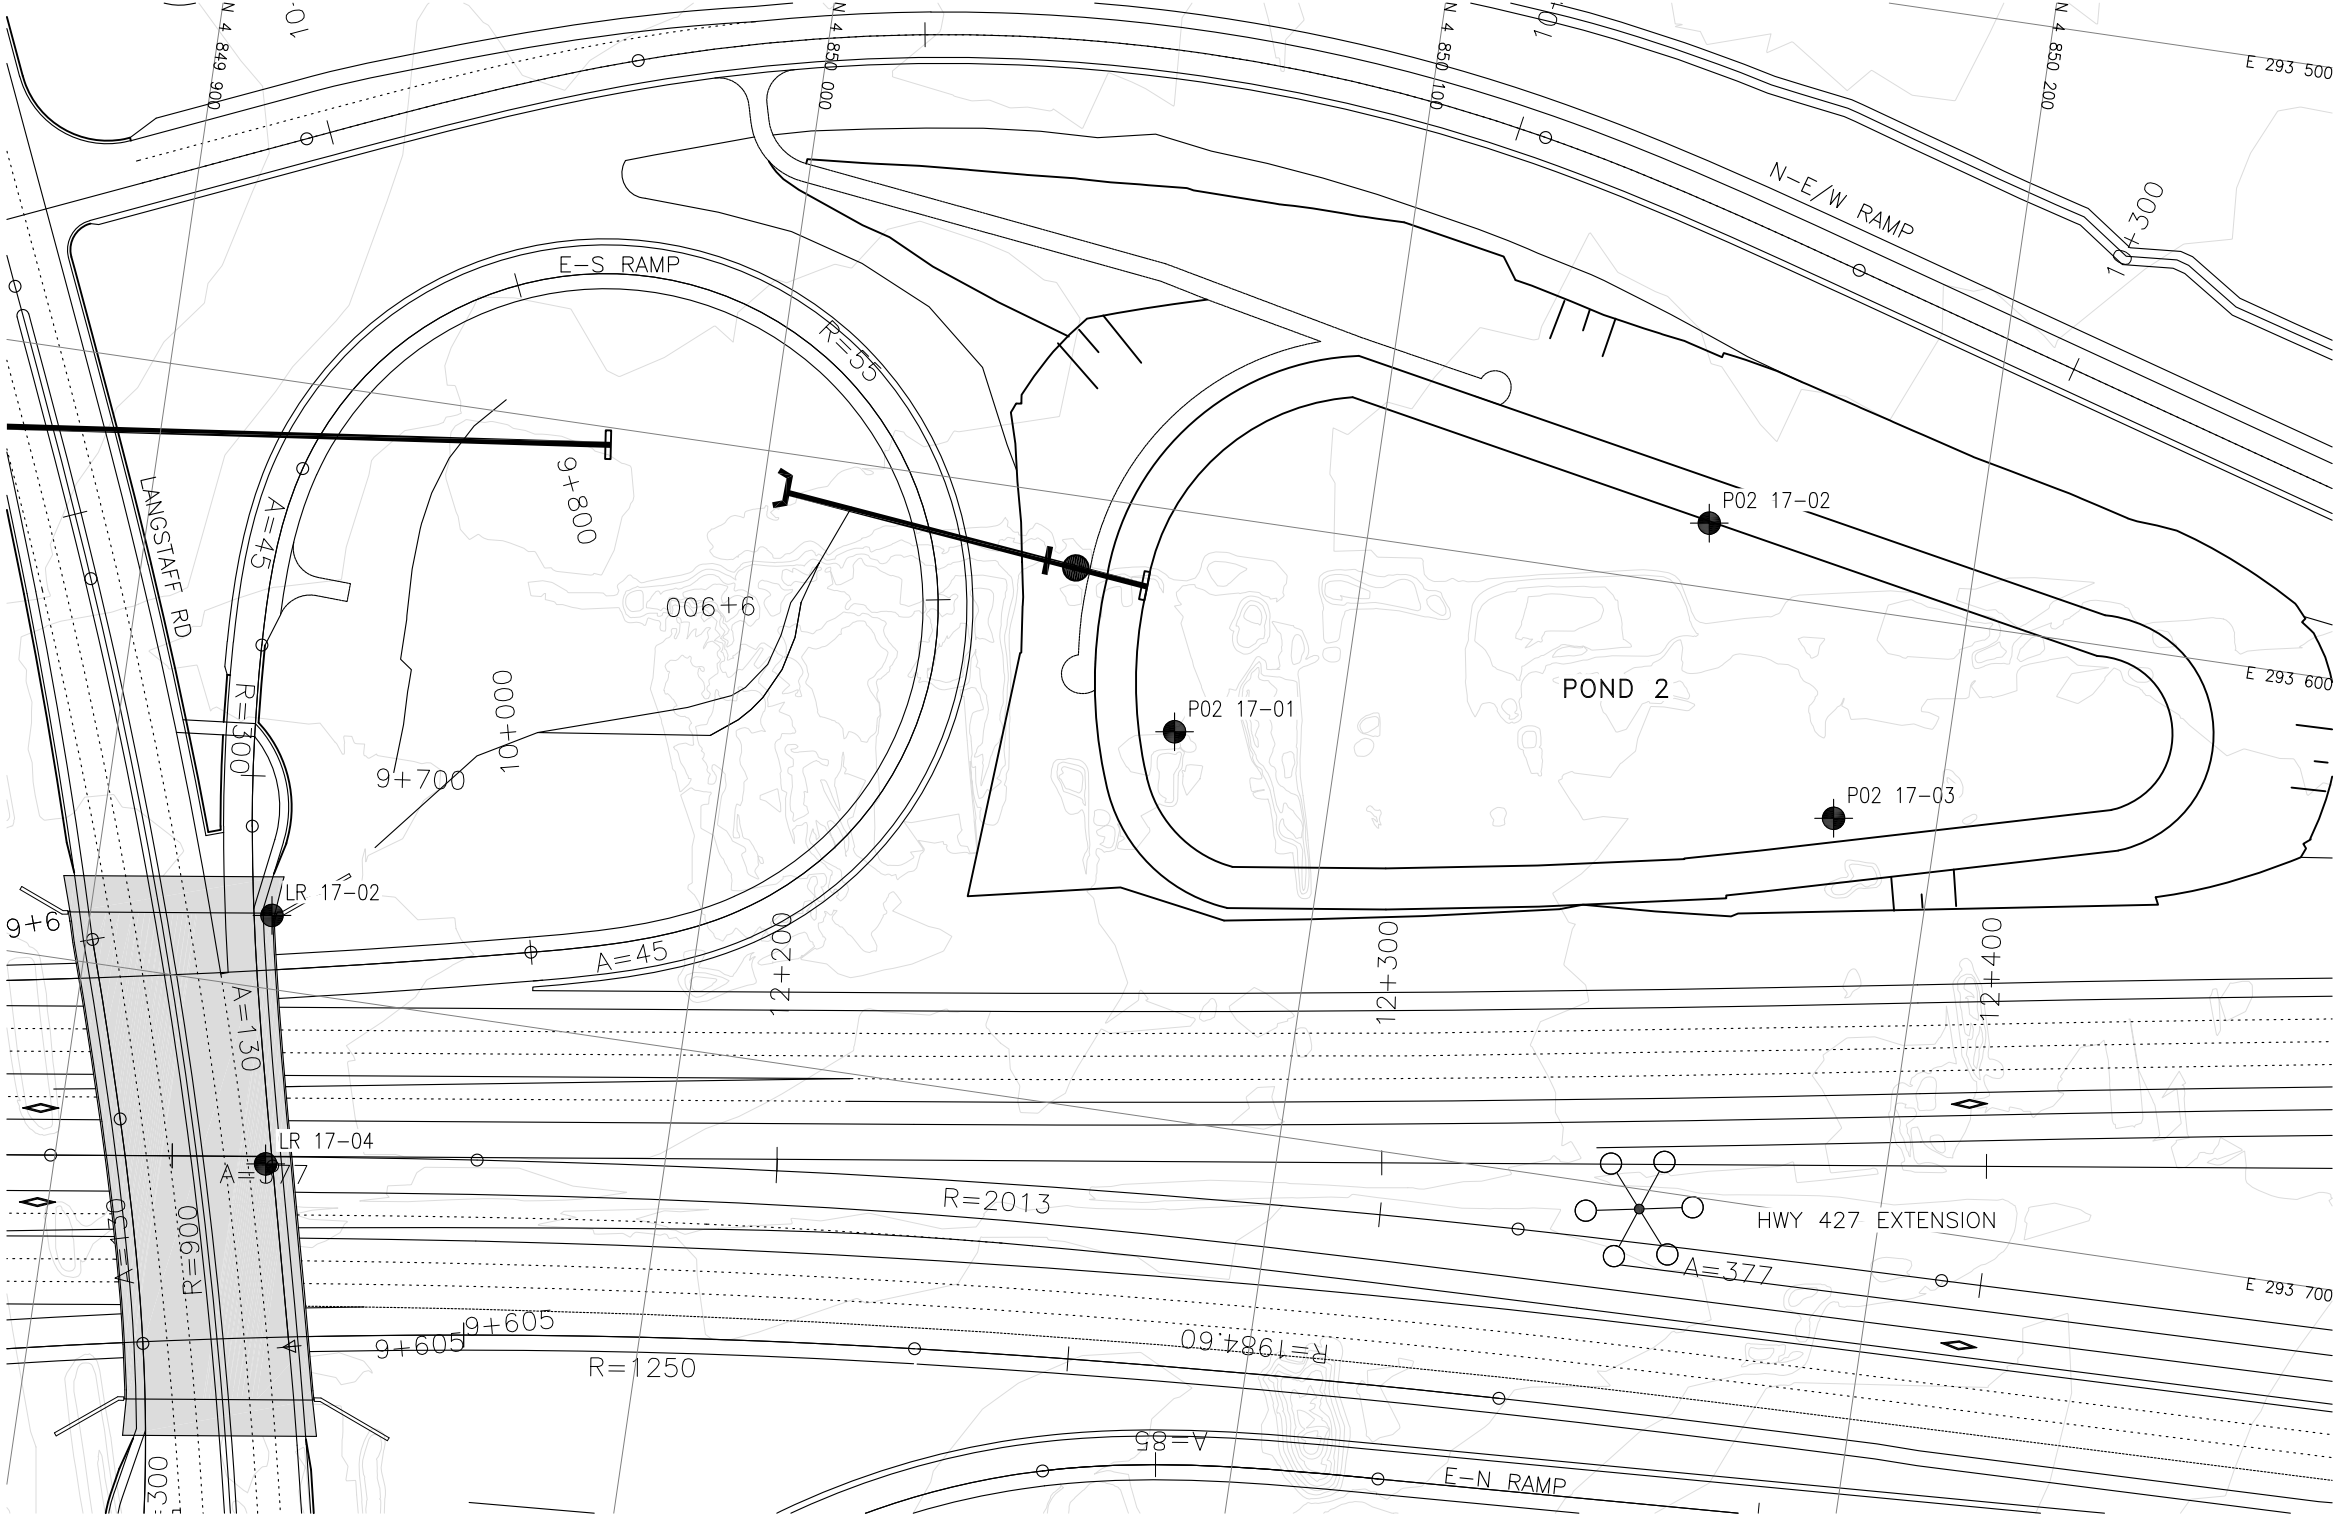 N 4 849 900
10
N 4 850 000
N 4 850 100
10
N 4 850 200
E 293 500
N-E/W RAMP
1 +300
E-S RAMP
R=55
LANGSTAFF RD
A=45
9+800
P02 17-02
9+900
POND 2
E 293 600
R=300
10+000
P02 17-01
9+700
P02 17-03
LR 17-02
9+6
A=45
12+200
12+300
12+400
A=130
LR 17-04
A=377
R=2013
HWY 427 EXTENSION
A=130
R=900
A=377
E 293 700
9+605
9+605
R=1984.60
R=1250
A=85
E-N RAMP
=300